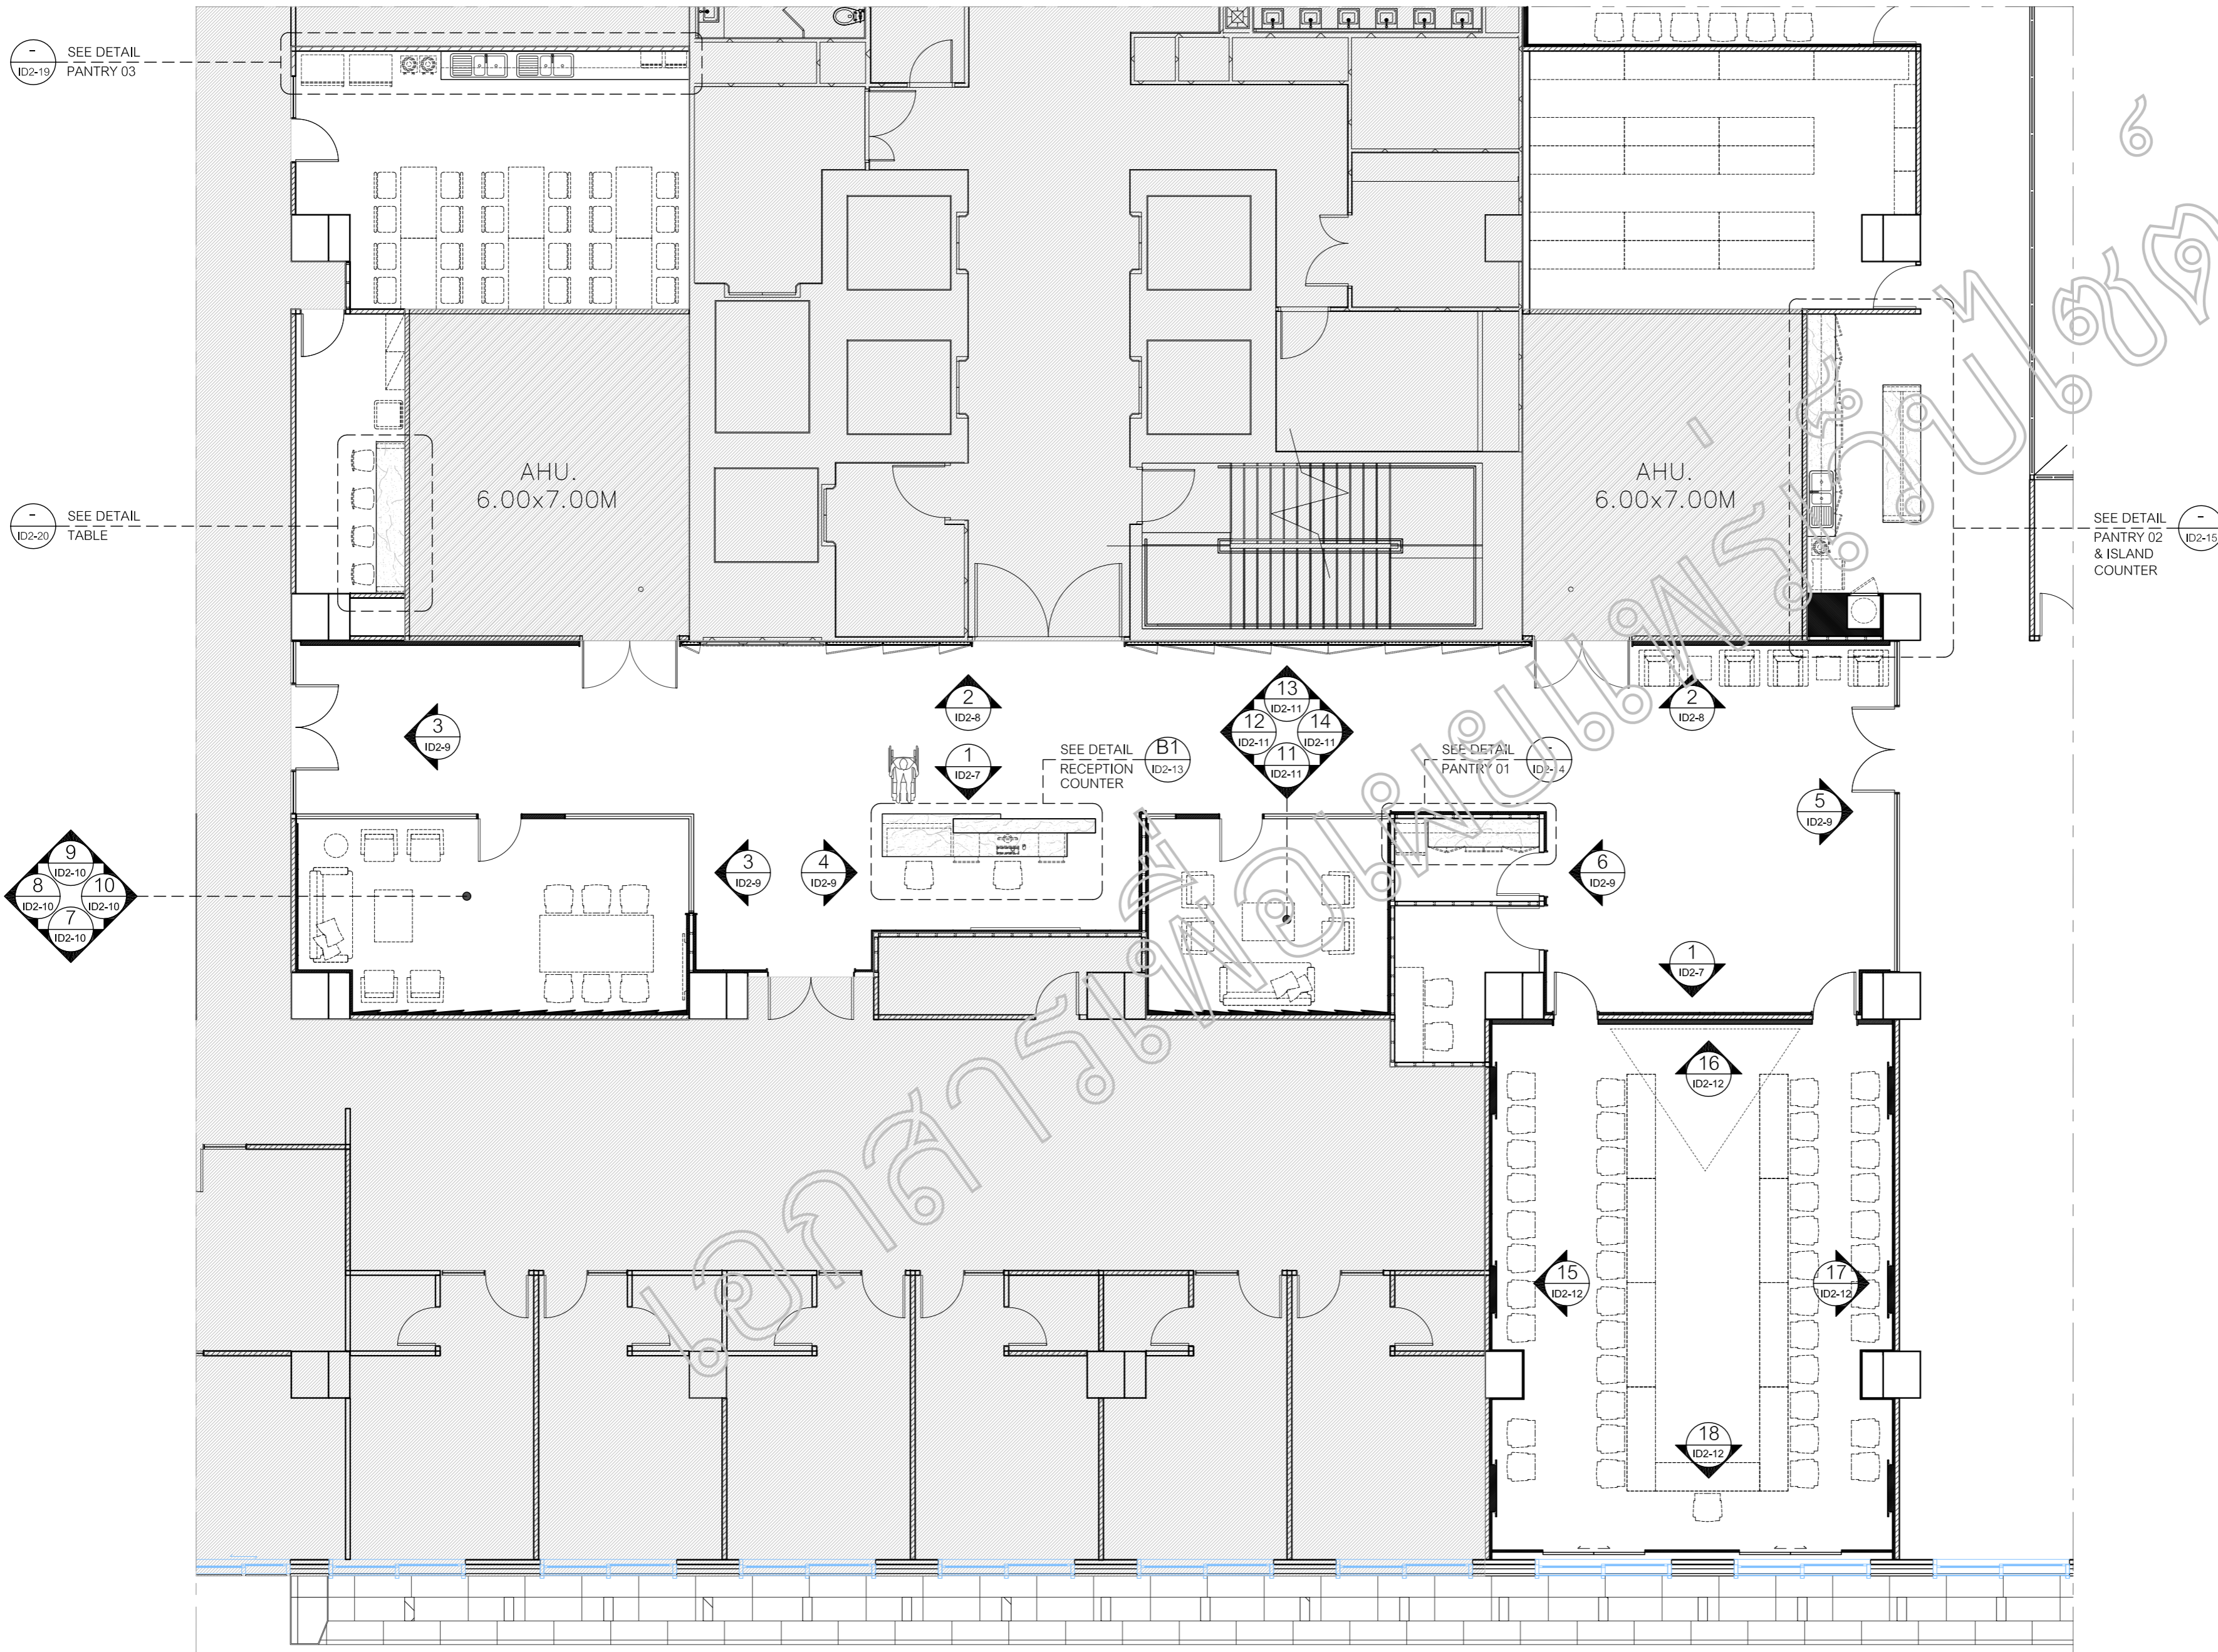 -
ID2-19
SEE DETAIL
PANTRY 03
-
ID2-20
SEE DETAIL
TABLE
AHU.
6.00x7.00M
AHU.
6.00x7.00M
SEE DETAIL
PANTRY 02
& ISLAND
COUNTER
-
ID2-15
3
ID2-9
2
ID2-8
1
ID2-7
SEE DETAIL
RECEPTION
COUNTER
B1
ID2-13
13
ID2-11
12
ID2-11
14
ID2-11
11
ID2-11
SEE DETAIL
PANTRY 01
-
ID2-14
2
ID2-8
5
ID2-9
9
ID2-10
8
ID2-10
10
ID2-10
7
ID2-10
3
ID2-9
4
ID2-9
6
ID2-9
1
ID2-7
16
ID2-12
15
ID2-12
17
ID2-12
18
ID2-12